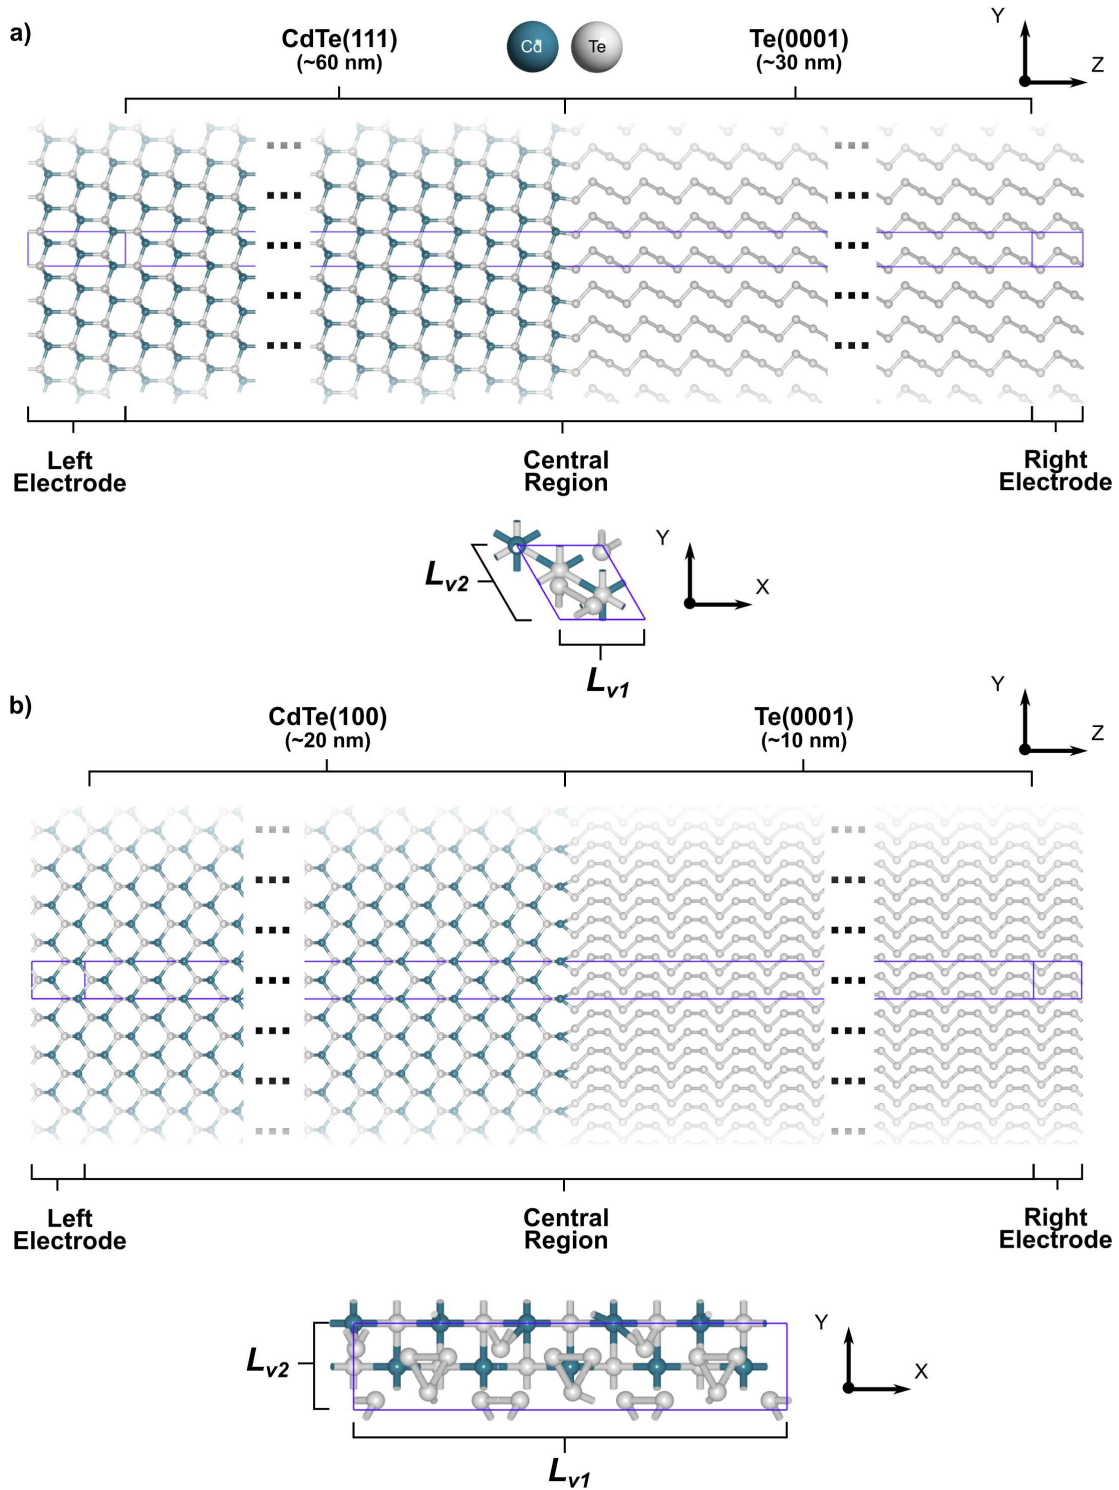 a)
CdTe(111)
(~60 nm)
Cd
Te
Te(0001)
(~30 nm)
Y
Z
Left
Electrode
Central
Region
Right
Electrode
Lv2
Y
X
Lv1
b)
CdTe(100)
(~20 nm)
Te(0001)
(~10 nm)
Y
Z
Left
Electrode
Central
Region
Right
Electrode
Lv2
Y
X
Lv1